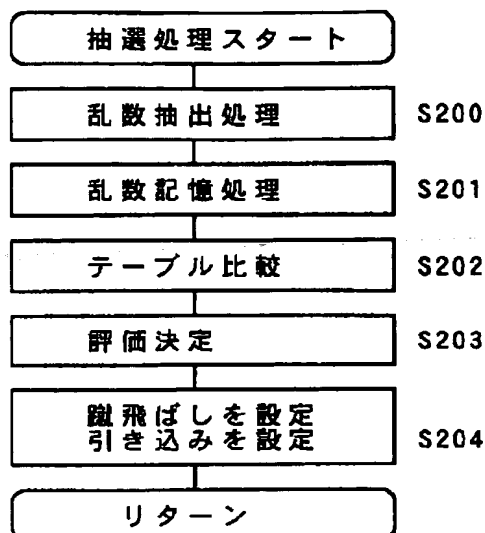 抽選処理スタート
乱数抽出処理 S200
乱数記憶処理 S201
テーブル比較 S202
評価決定 S203
蹴飛ばしを設定
引き込みを設定 S204
リターン